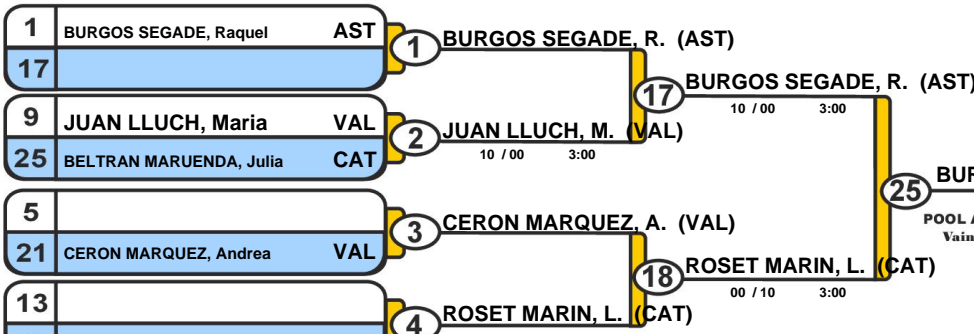 1 BURGOS SEGADE, Raquel AST
17
1 BURGOS SEGADE, R. (AST)
9 JUAN LLUCH, Maria VAL
25 BELTRAN MARUENDA, Julia CAT
2 JUAN LLUCH, M. (VAL)
10 / 00 3:00
17 BURGOS SEGADE, R. (AST)
10 / 00 3:00
5
21 CERON MARQUEZ, Andrea VAL
3 CERON MARQUEZ, A. (VAL)
13
4 ROSET MARIN, L. (CAT)
18 ROSET MARIN, L. (CAT)
00 / 10 3:00
25 BUR
POOL A
Vain